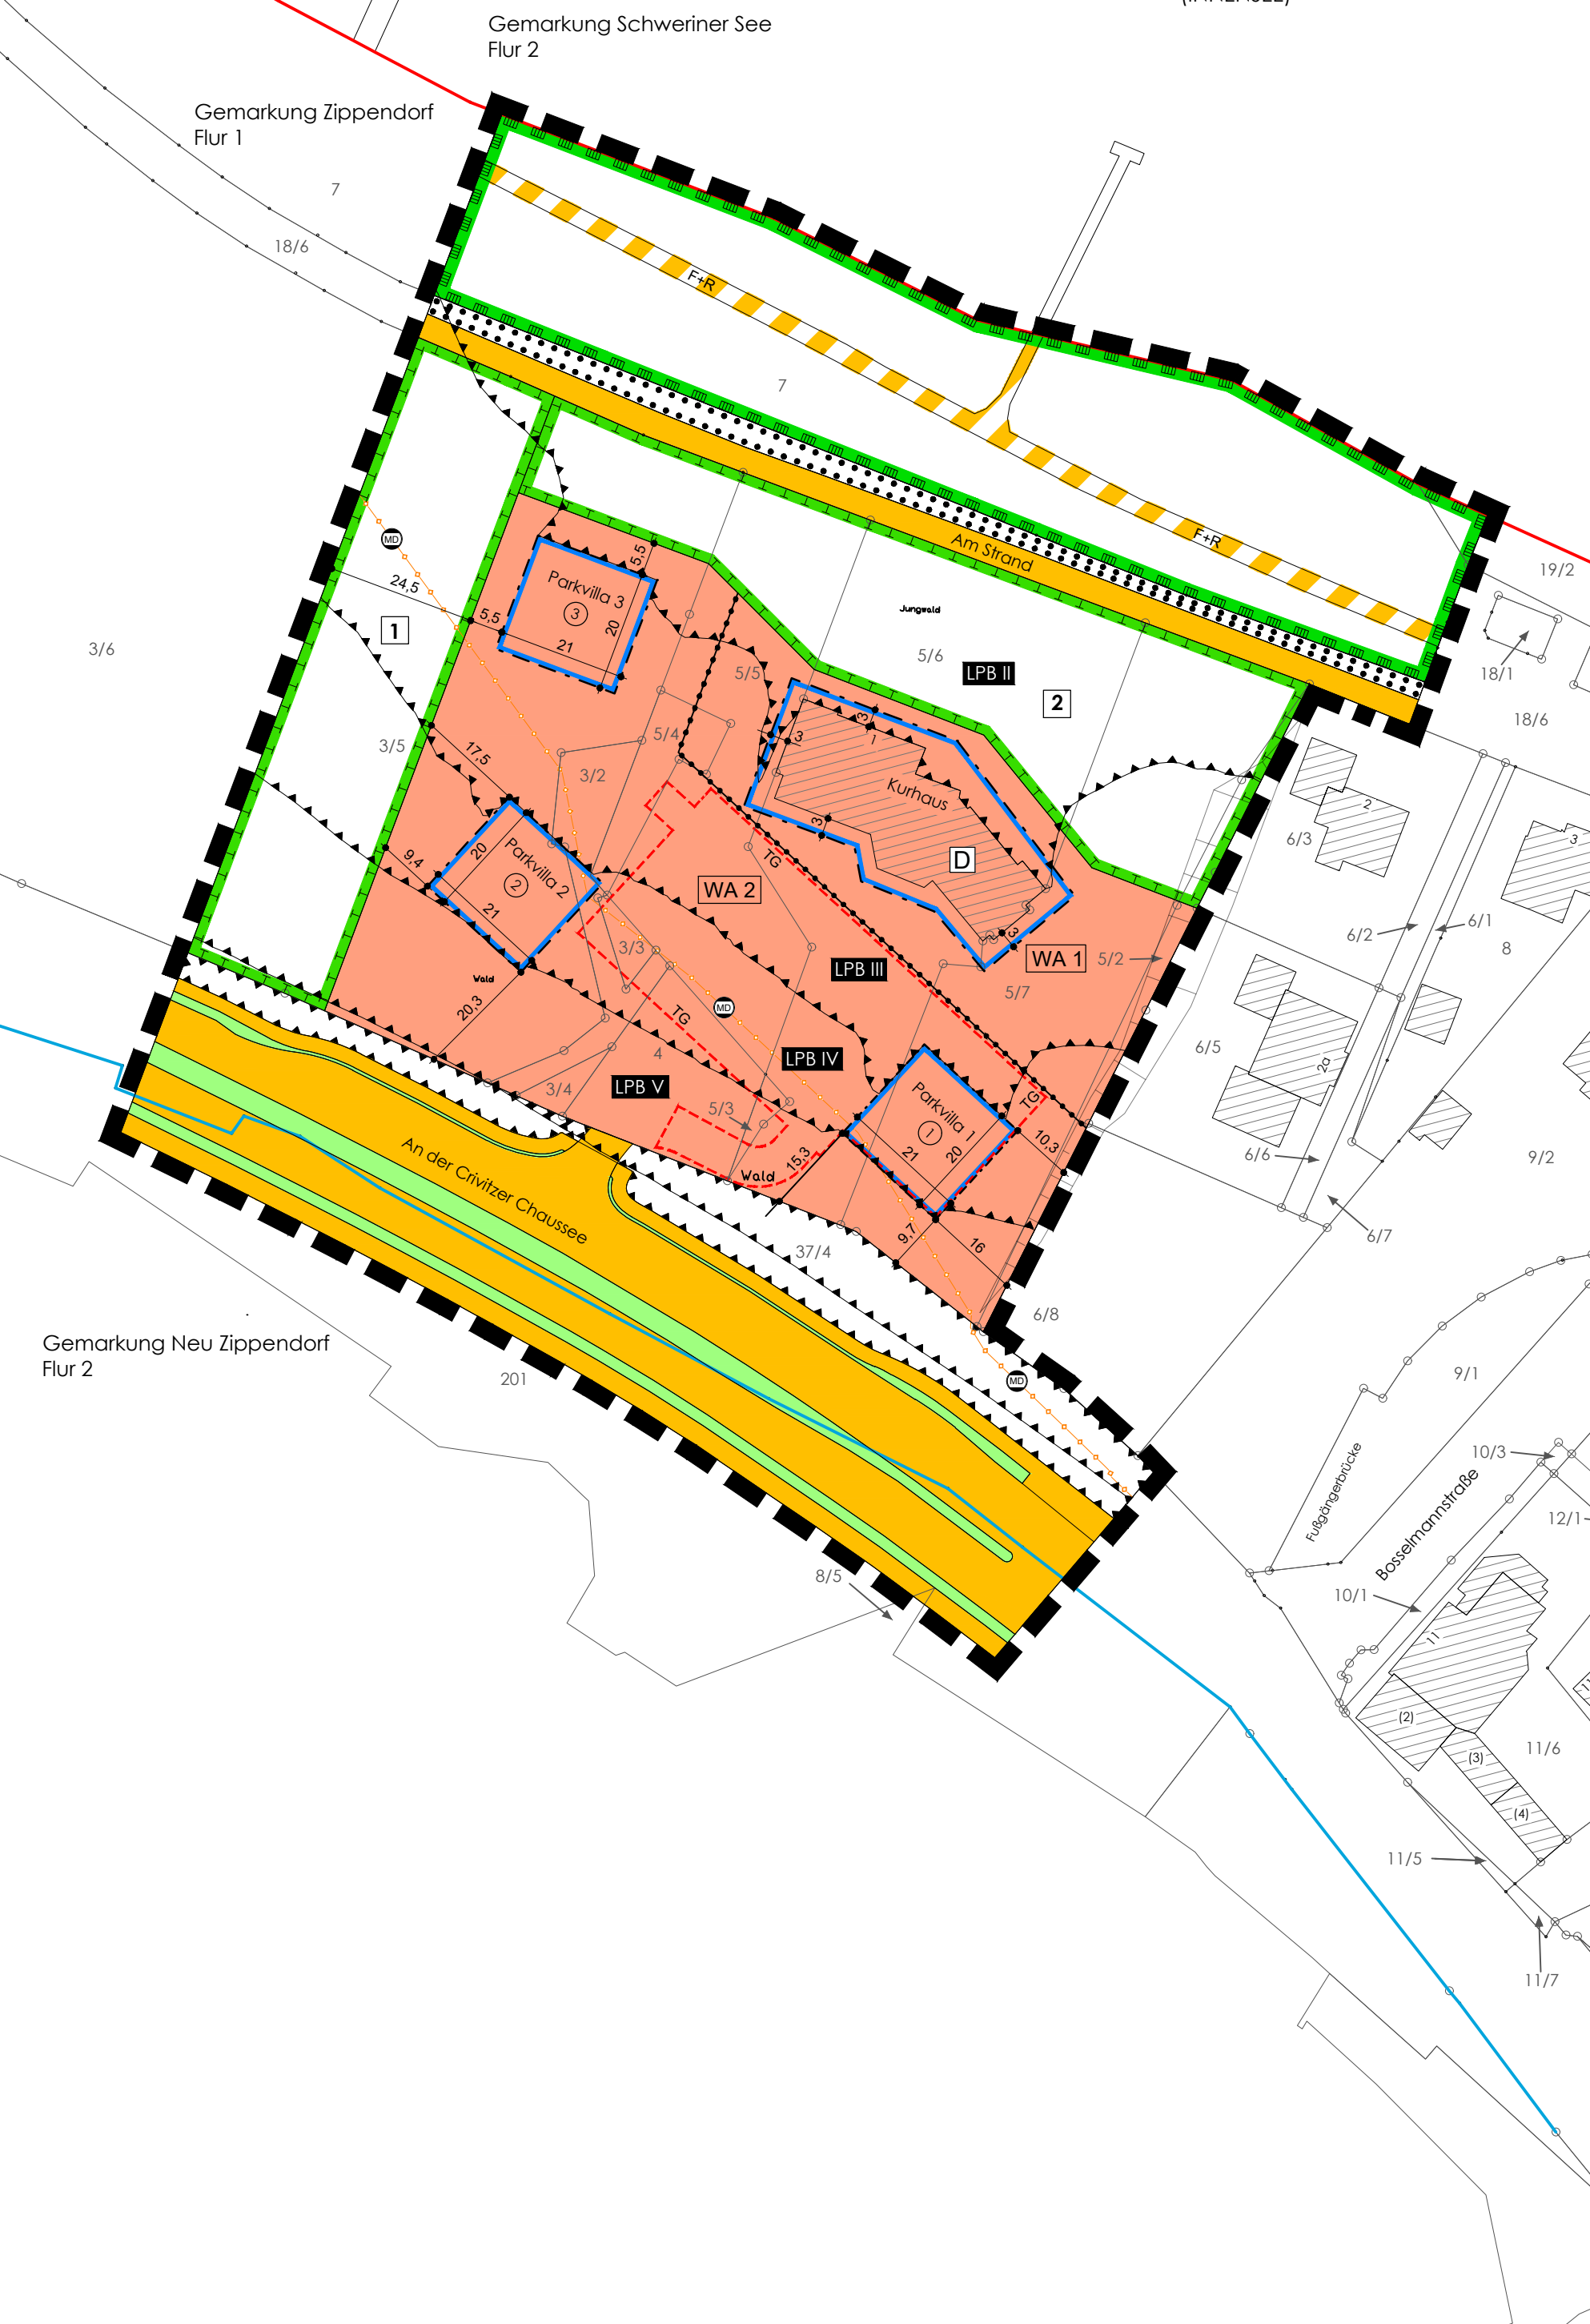 Gemarkung Schweriner See
Flur 2
Gemarkung Zippendorf
Flur 1
7
18/6
F+R
7
Am Strand
F+R
19/2
18/1
18/6
MD
24,5
5,5
1
3/6
3/5
Parkvilla 3
3
5,5
20
21
Jungwald
5/6
LPB II
2
5/5
5/4
3/2
17,5
3
3
1
Kurhaus
3
D
3
2
6/3
3
6/2
6/1
8
9,4
20
Parkvilla 2
2
21
TG
WA 2
3/3
LPB III
WA 1
5/2
5/7
Wald
20,3
MD
TG
4
LPB IV
LPB V
3/4
5/3
6/5
2a
TG
Parkvilla 1
1
21
20
10,3
15,3
Wald
6/6
9/2
6/7
An der Crivitzer Chaussee
9,7
16
37/4
6/8
Gemarkung Neu Zippendorf
Flur 2
201
MD
9/1
Fußgängerbrücke
Bosselmannstraße
10/3
12/1
8/5
10/1
11
(2)
(3)
(4)
11/6
11/5
11/7